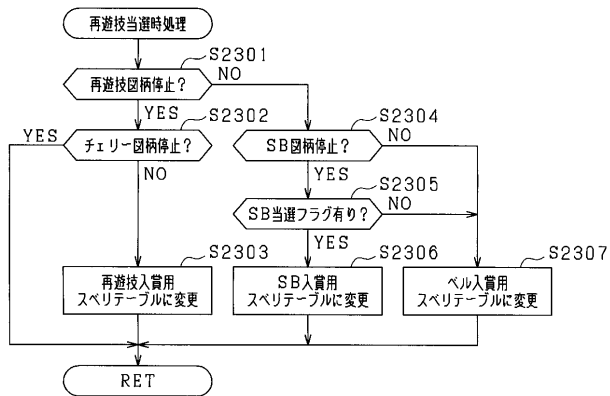 再遊技当選時処理
S2301
再遊技図柄停止?
NO
YES
S2302
S2304
YES
チェリー図柄停止?
SB図柄停止?
NO
NO
YES
S2305
SB当選フラグ有り?
NO
S2303
YES
S2306
S2307
再遊技入賞用
スベリテーブルに変更
SB入賞用
スベリテーブルに変更
ベル入賞用
スベリテーブルに変更
RET